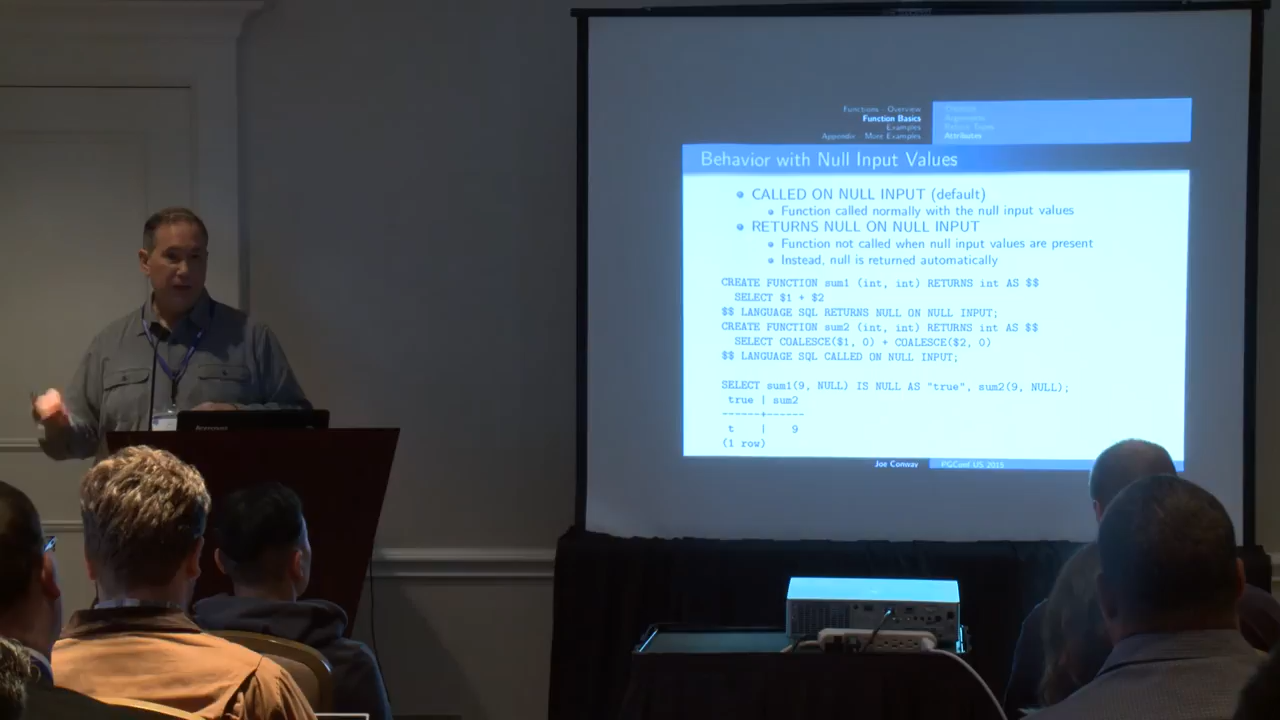 Functions - Overview
Function Basics
Examples
Appendix - More Examples
Attributes
Behavior with Null Input Values
CALLED ON NULL INPUT (default)
Function called normally with the null input values
RETURNS NULL ON NULL INPUT
Function not called when null input values are present
Instead, null is returned automatically
CREATE FUNCTION sum1 (int, int) RETURNS int AS $$
SELECT $1 + $2
$$ LANGUAGE SQL RETURNS NULL ON NULL INPUT;
CREATE FUNCTION sum2 (int, int) RETURNS int AS $$
SELECT COALESCE($1, 0) + COALESCE($2, 0)
$$ LANGUAGE SQL CALLED ON NULL INPUT;
SELECT sum1(9, NULL) IS NULL AS "true", sum2(9, NULL);
true | sum2
------+------
t | 9
(1 row)
Joe Conway
PGConf US 2015
lenovo